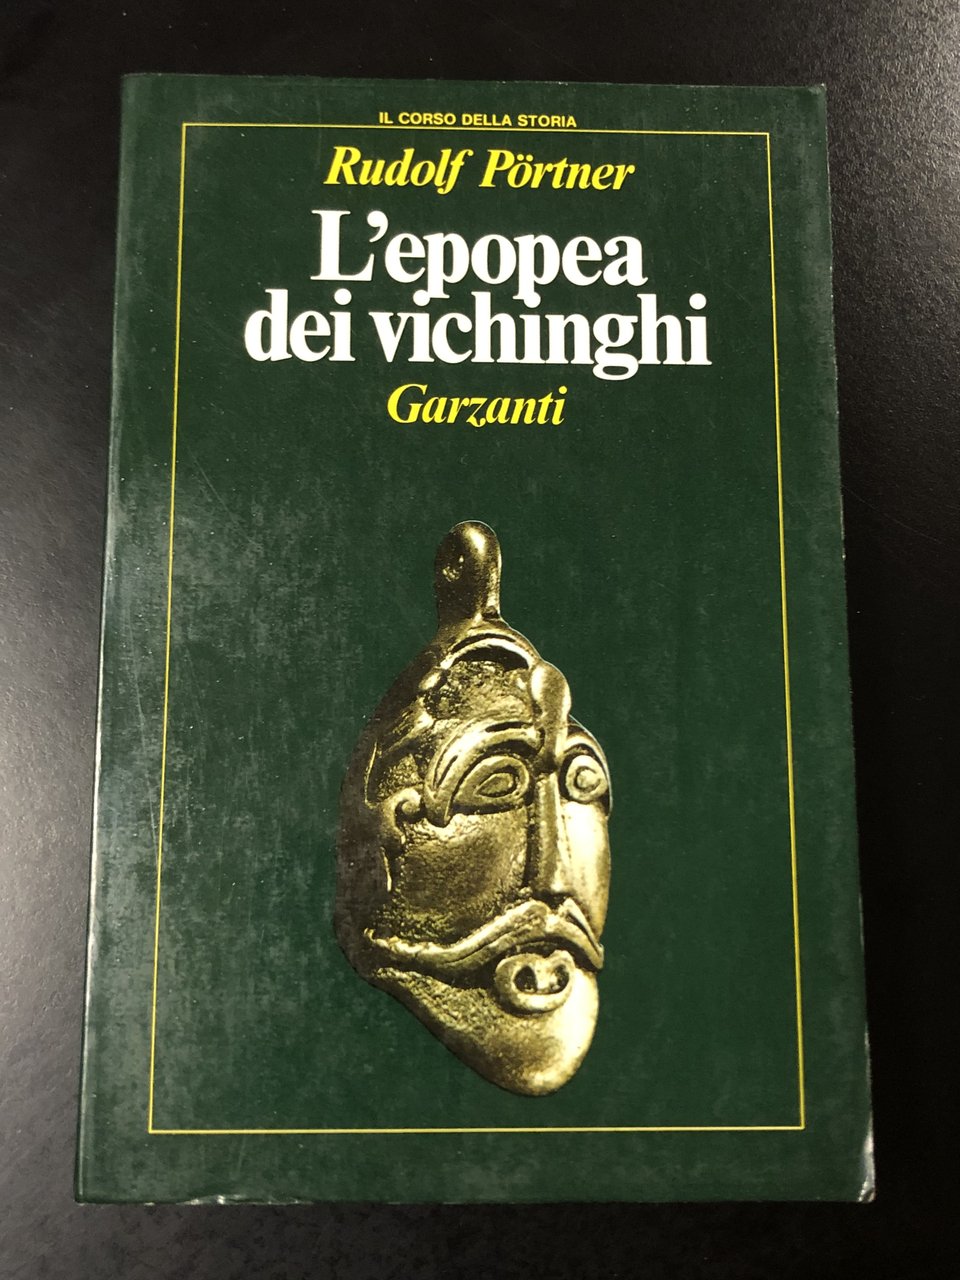 IL CORSO DELLA STORIA
Rudolf Pörtner
L'epopea
dei vichinghi
Garzanti